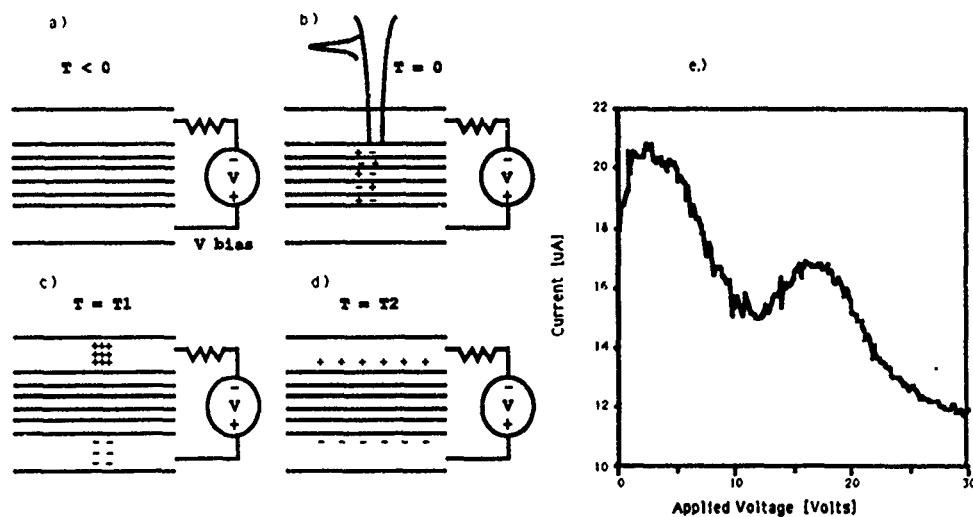 a)
T < 0
V
V bias
b)
T = 0
V
c)
T = T1
V
d)
T = T2
V
e.)
Current [uA]
22
20
18
16
14
12
10
0
10
20
30
Applied Voltage [Volts]